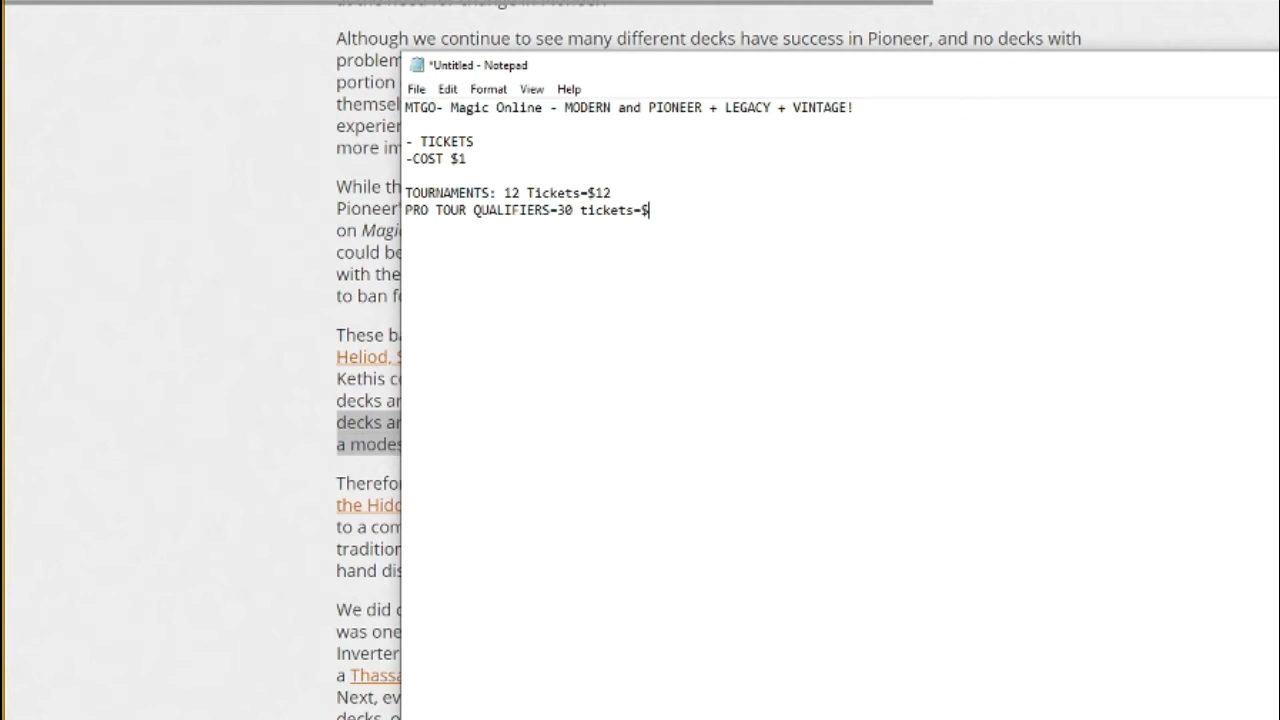 Although we continue to see many different decks have success in Pioneer, and no decks with
problem
portion
themsel
experier
more im
While th
Pioneer'
on Magi
could be
with the
to ban f
These ba
Heliod, S
Kethis c
decks ar
decks ar
a modes
Therefor
the Hidd
to a com
tradition
hand dis
We did
was one
Inverter
a Thassa
Next, ev
decks,
*Untitled - Notepad
File Edit Format View Help
MTGO- Magic Online - MODERN and PIONEER + LEGACY + VINTAGE!
- TICKETS
-COST $1
TOURNAMENTS: 12 Tickets=$12
PRO TOUR QUALIFIERS=30 tickets=$